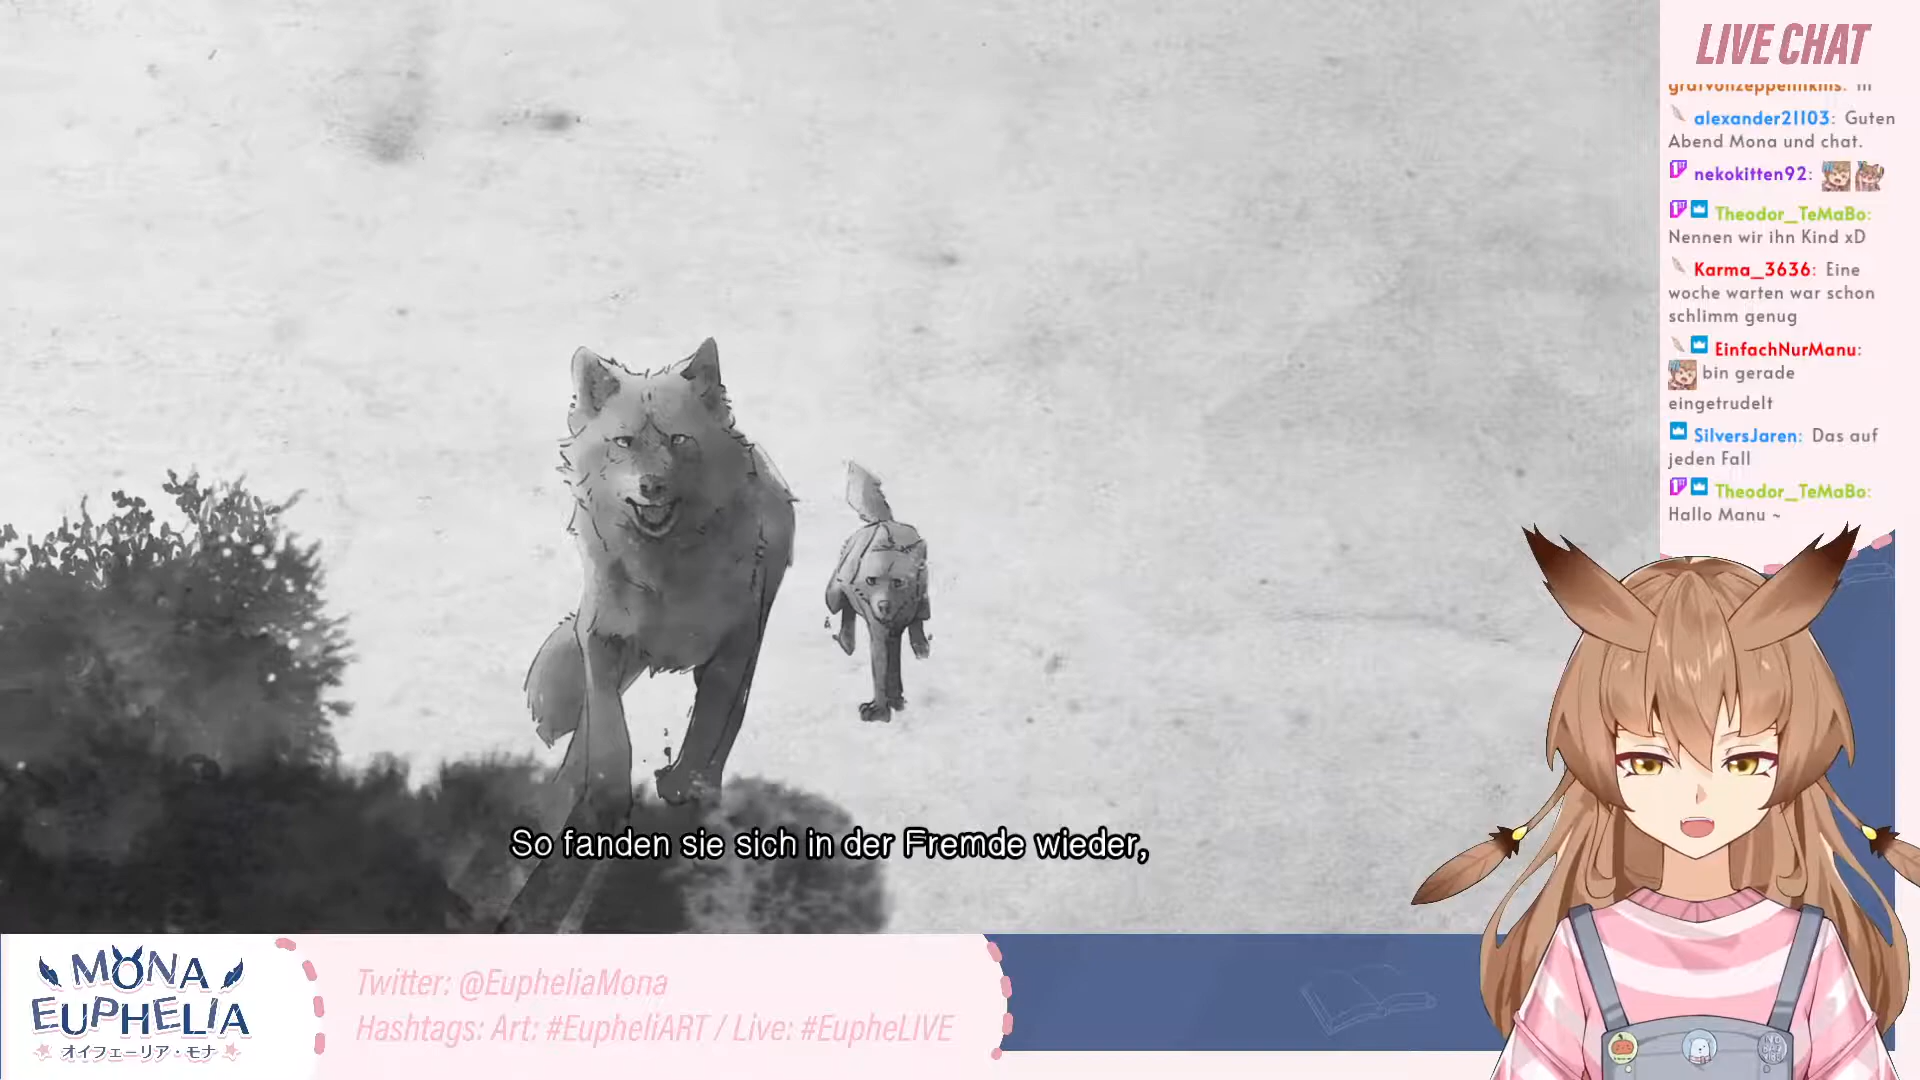 LIVE CHAT
grafvonzeppelinkills: m
alexander21103: Guten
Abend Mona und chat.
nekokitten92:
Theodor_TeMaBo:
Nennen wir ihn Kind xD
Karma_3636: Eine
woche warten war schon
schlimm genug
EinfachNurManu:
bin gerade
eingetrudelt
SilversJaren: Das auf
jeden Fall
Theodor_TeMaBo:
Hallo Manu ~
So fanden sie sich in der Fremde wieder,
MONA
EUPHELIA
オイフェーリア・モナ
Twitter: @EupheliaMona
Hashtags: Art: #EupheliART / Live: #EupheLIVE